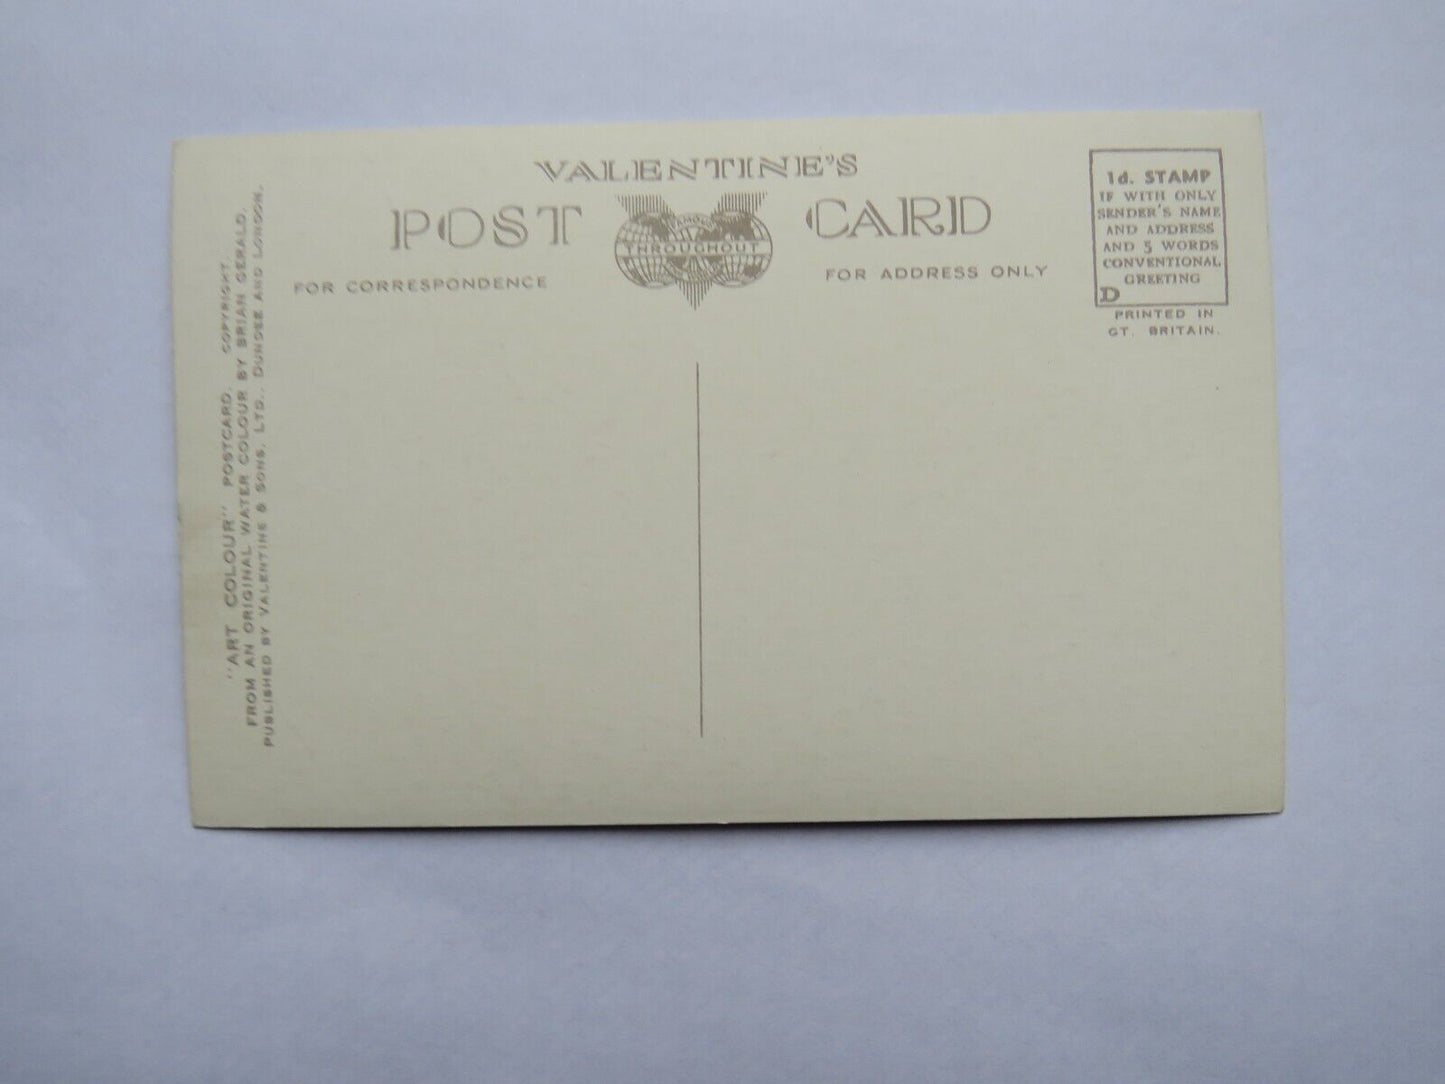 VALENTINE'S
POST CARD
FAMOUS
THROUGHOUT
FOR CORRESPONDENCE
FOR ADDRESS ONLY
1d. STAMP
IF WITH ONLY
SENDER'S NAME
AND ADDRESS
AND 5 WORDS
CONVENTIONAL
GREETING
D
PRINTED IN
GT. BRITAIN.
"ART COLOUR" POSTCARD. COPYRIGHT.
FROM AN ORIGINAL WATER COLOUR BY BRIAN GERALD.
PUBLISHED BY VALENTINE & SONS, LTD., DUNDEE AND LONDON.